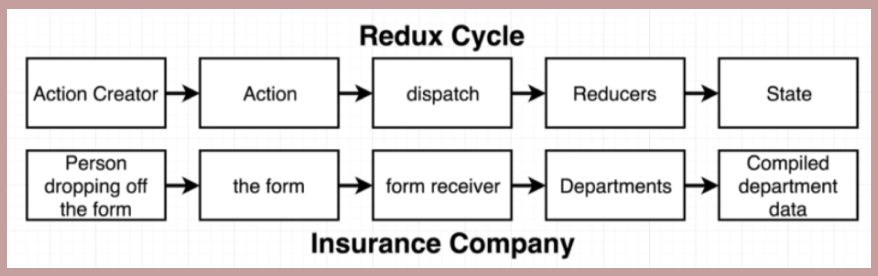 Redux Cycle
Action Creator
Action
dispatch
Reducers
State
Person
dropping off
the form
the form
form receiver
Departments
Compiled
department
data
Insurance Company